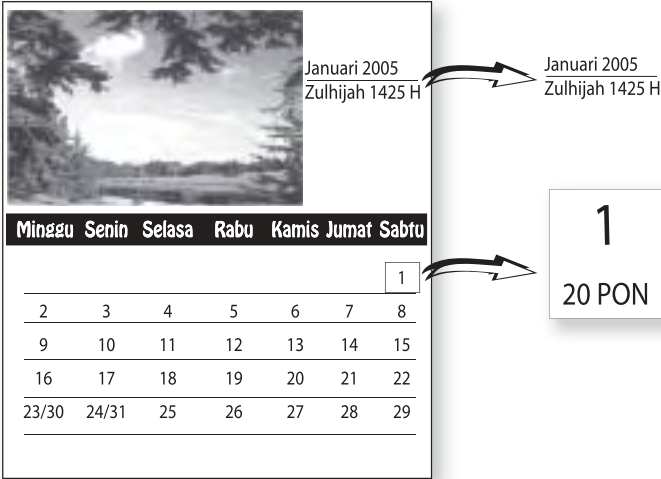 Januari 2005
Zulhijah 1425 H
Januari 2005
Zulhijah 1425 H
Minggu Senin Selasa Rabu Kamis Jumat Sabtu
1
2 3 4 5 6 7 8
9 10 11 12 13 14 15
16 17 18 19 20 21 22
23/30 24/31 25 26 27 28 29
1
20 PON